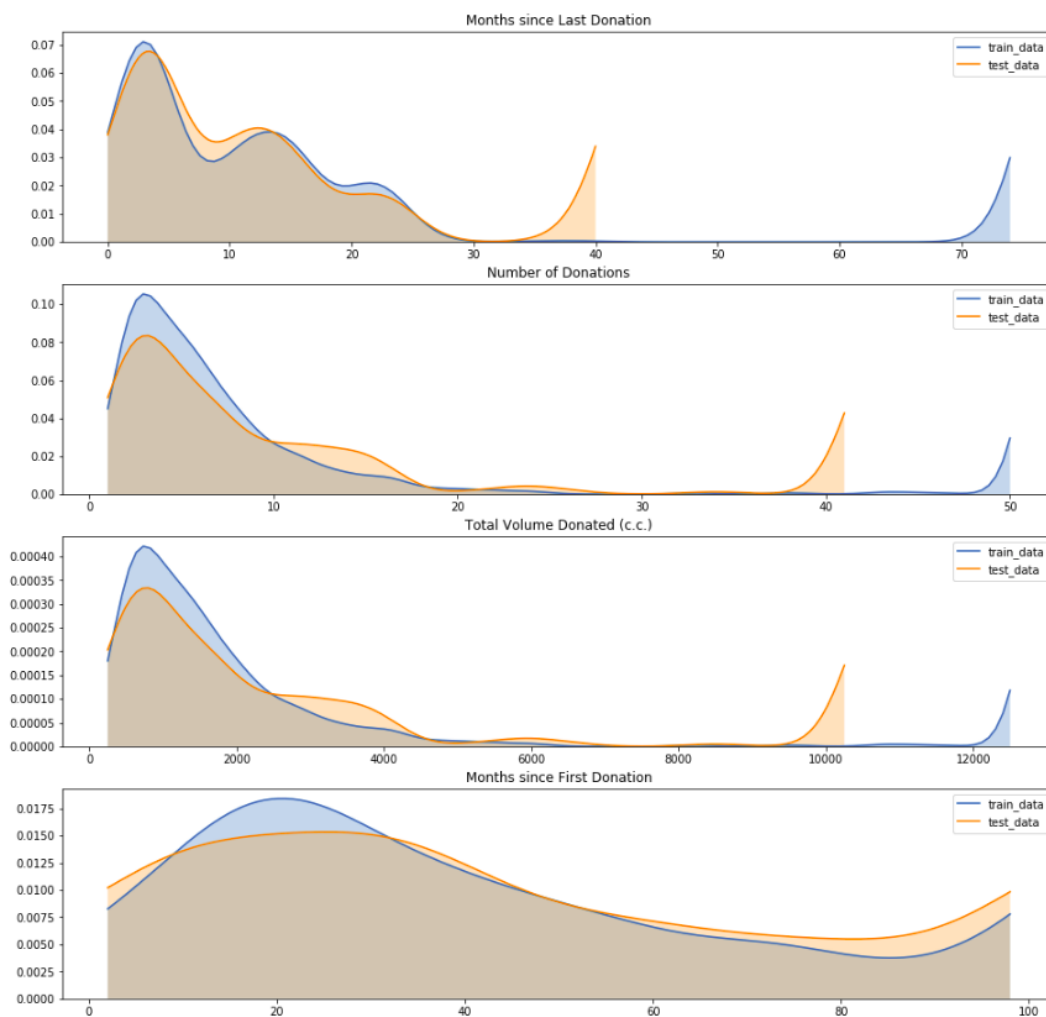 Months since Last Donation
0.07
0.06
0.05
0.04
0.03
0.02
0.01
0.00
train_data
test_data
0 10 20 30 40 50 60 70
Number of Donations
0.10
0.08
0.06
0.04
0.02
0.00
train_data
test_data
0 10 20 30 40 50
Total Volume Donated (c.c.)
0.00040
0.00035
0.00030
0.00025
0.00020
0.00015
0.00010
0.00005
0.00000
train_data
test_data
0 2000 4000 6000 8000 10000 12000
Months since First Donation
0.0175
0.0150
0.0125
0.0100
0.0075
0.0050
0.0025
0.0000
train_data
test_data
0 20 40 60 80 100